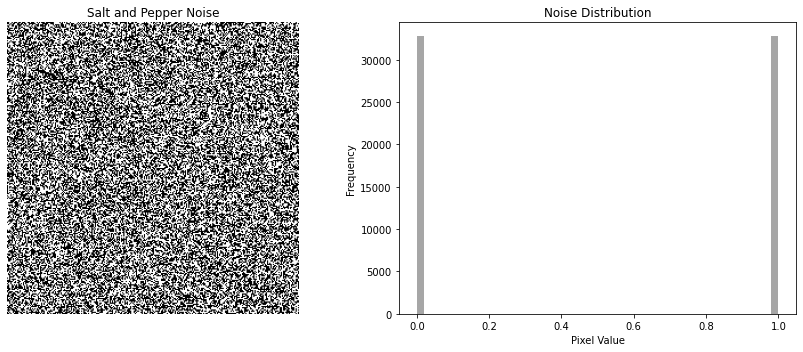 Salt and Pepper Noise
Noise Distribution
Frequency
30000
25000
20000
15000
10000
5000
0
0.0 0.2 0.4 0.6 0.8 1.0
Pixel Value